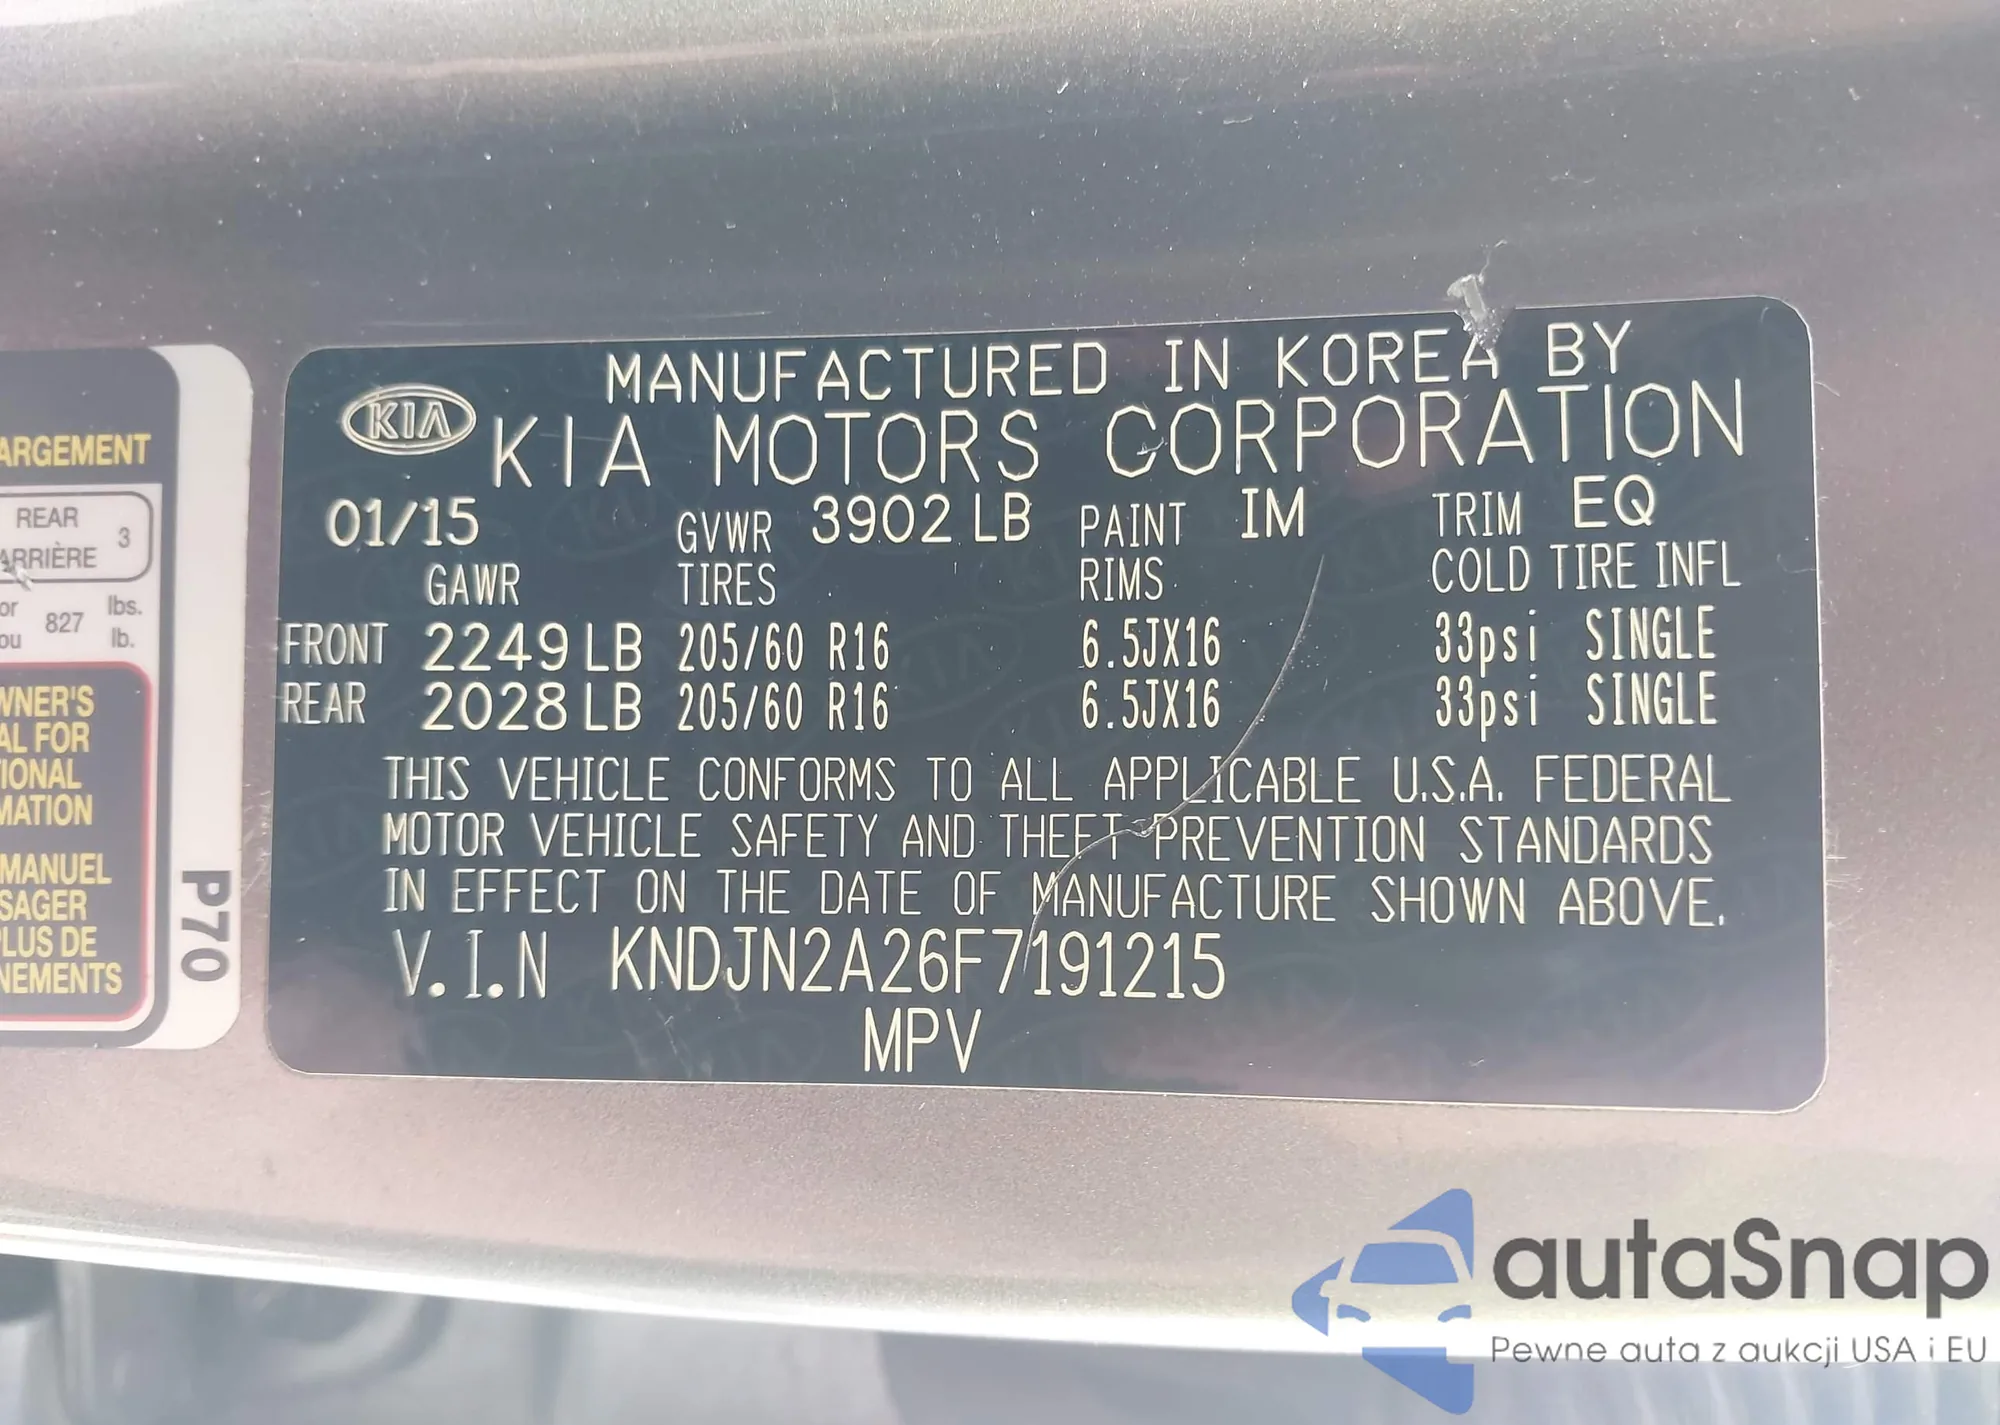 ARGEMENT
REAR
ARRIÈRE
3
or
ou
827
lbs.
lb.
WNER'S
AL FOR
TIONAL
MATION
MANUEL
SAGER
PLUS DE
NEMENTS
P70
MANUFACTURED IN KOREA BY
KIA
KIA MOTORS CORPORATION
01/15 GVWR 3902 LB PAINT IM TRIM EQ
GAWR TIRES RIMS COLD TIRE INFL
FRONT 2249 LB 205/60 R16 6.5JX16 33psi SINGLE
REAR 2028 LB 205/60 R16 6.5JX16 33psi SINGLE
THIS VEHICLE CONFORMS TO ALL APPLICABLE U.S.A. FEDERAL
MOTOR VEHICLE SAFETY AND THEFT PREVENTION STANDARDS
IN EFFECT ON THE DATE OF MANUFACTURE SHOWN ABOVE.
V.I.N KNDJN2A26F7191215
MPV
autaSnap
Pewne auta z aukcji USA i EU